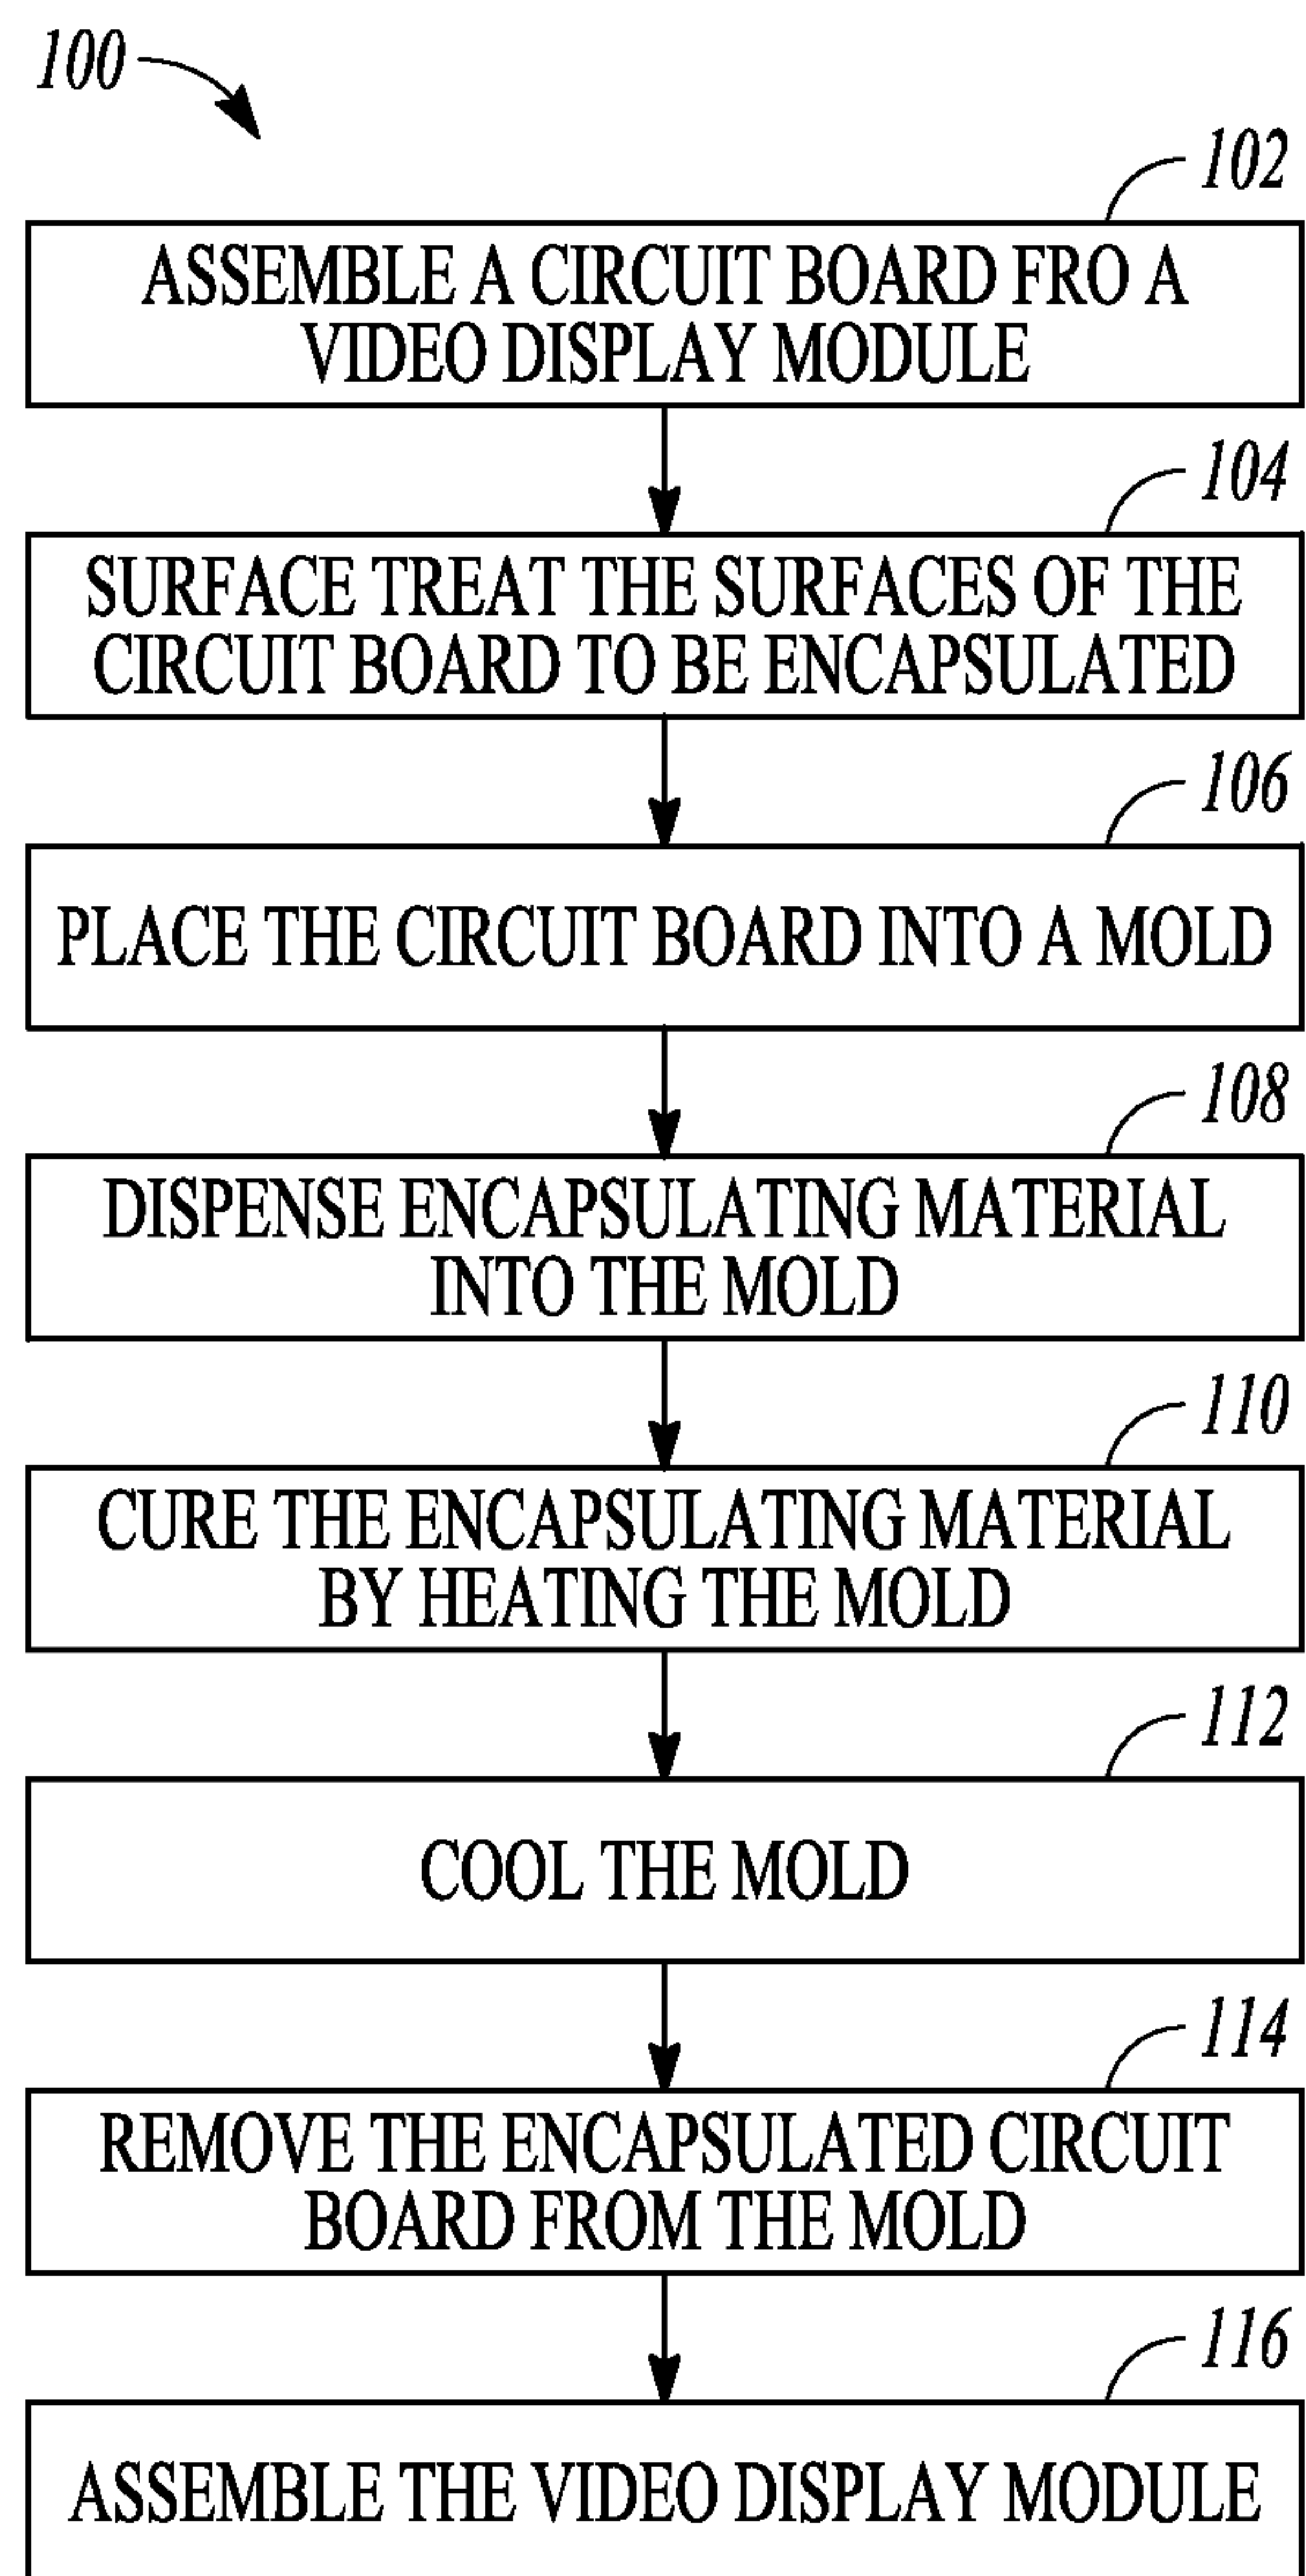 100
102
ASSEMBLE A CIRCUIT BOARD FRO A
VIDEO DISPLAY MODULE
104
SURFACE TREAT THE SURFACES OF THE
CIRCUIT BOARD TO BE ENCAPSULATED
106
PLACE THE CIRCUIT BOARD INTO A MOLD
108
DISPENSE ENCAPSULATING MATERIAL
INTO THE MOLD
110
CURE THE ENCAPSULATING MATERIAL
BY HEATING THE MOLD
112
COOL THE MOLD
114
REMOVE THE ENCAPSULATED CIRCUIT
BOARD FROM THE MOLD
116
ASSEMBLE THE VIDEO DISPLAY MODULE